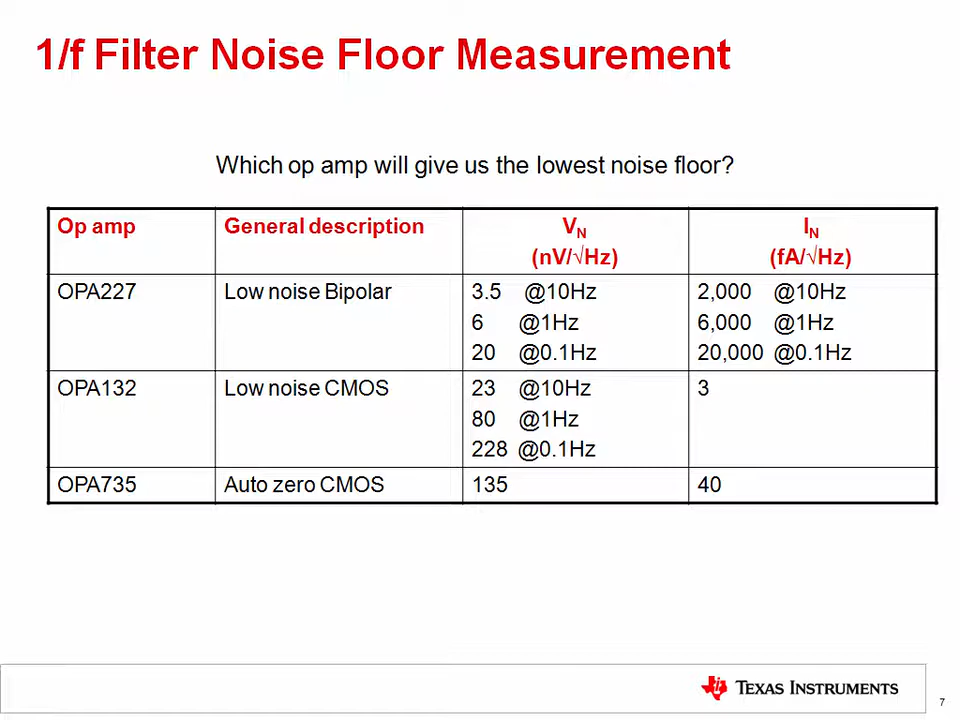 1/f Filter Noise Floor Measurement
Which op amp will give us the lowest noise floor?
Op amp General description VN IN
(nV/√Hz) (fA/√Hz)
OPA227 Low noise Bipolar 3.5 @10Hz 2,000 @10Hz
6 @1Hz 6,000 @1Hz
20 @0.1Hz 20,000 @0.1Hz
OPA132 Low noise CMOS 23 @10Hz 3
80 @1Hz
228 @0.1Hz
OPA735 Auto zero CMOS 135 40
TEXAS INSTRUMENTS
7